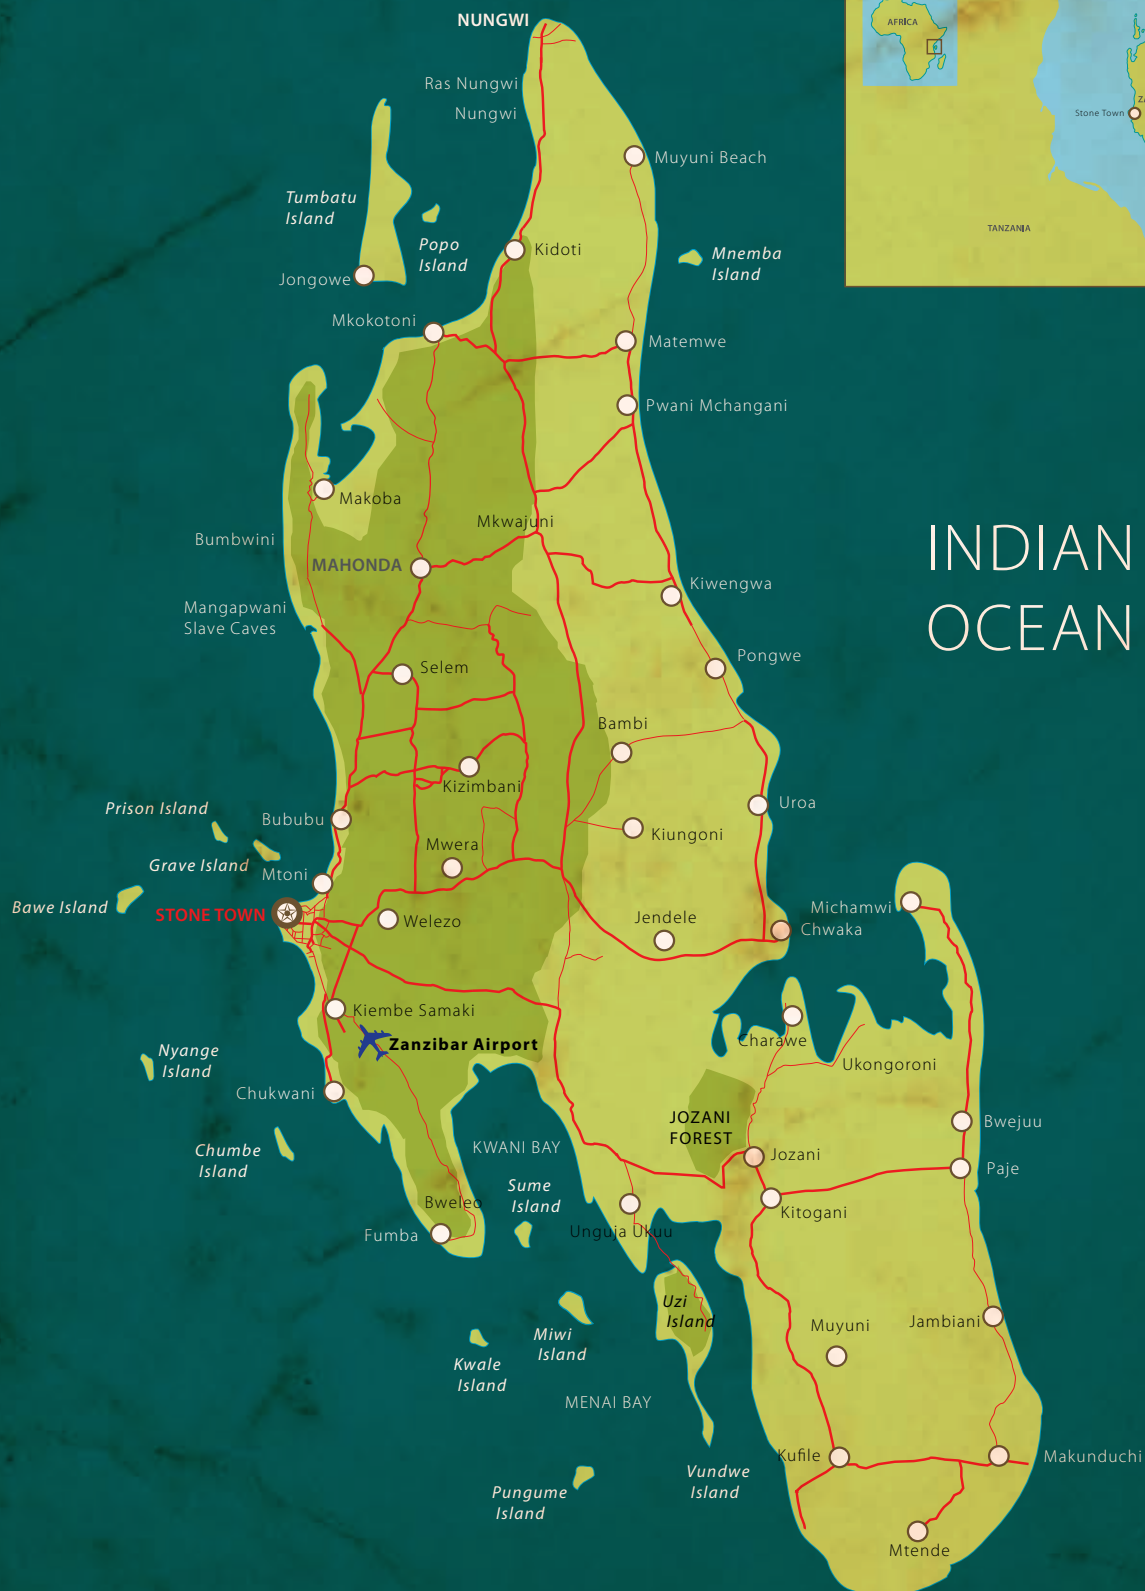 NUNGWI
AFRICA
Stone Town
TANZANIA
Ras Nungwi
Nungwi
Muyuni Beach
Tumbatu
Island
Popo
Island
Kidoti
Mnemba
Island
Jongowe
Mkokotoni
Matemwe
Pwani Mchangani
Makoba
Mkwajuni
INDIAN
OCEAN
Bumbwini
MAHONDA
Kiwengwa
Mangapwani
Slave Caves
Pongwe
Selem
Bambi
Kizimbani
Prison Island
Bububu
Uroa
Kiungoni
Mwera
Grave Island
Mtoni
Bawe Island
STONE TOWN
Welezo
Jendele
Michamwi
Chwaka
Kiembe Samaki
Zanzibar Airport
Charawe
Nyange
Island
Ukongoroni
Chukwani
JOZANI
FOREST
Bwejuu
KWANI BAY
Chumbe
Island
Jozani
Paje
Sume
Island
Bweleo
Kitogani
Fumba
Unguja Ukuu
Uzi
Island
Muyuni
Jambiani
Miwi
Island
Kwale
Island
MENAI BAY
Kufile
Makunduchi
Vundwe
Island
Pungume
Island
Mtende